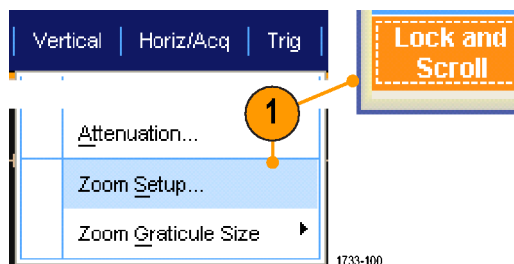 Vertical | Horiz/Acq | Trig |
Lock and
Scroll
1
Attenuation...
Zoom Setup...
Zoom Graticule Size
1733-100